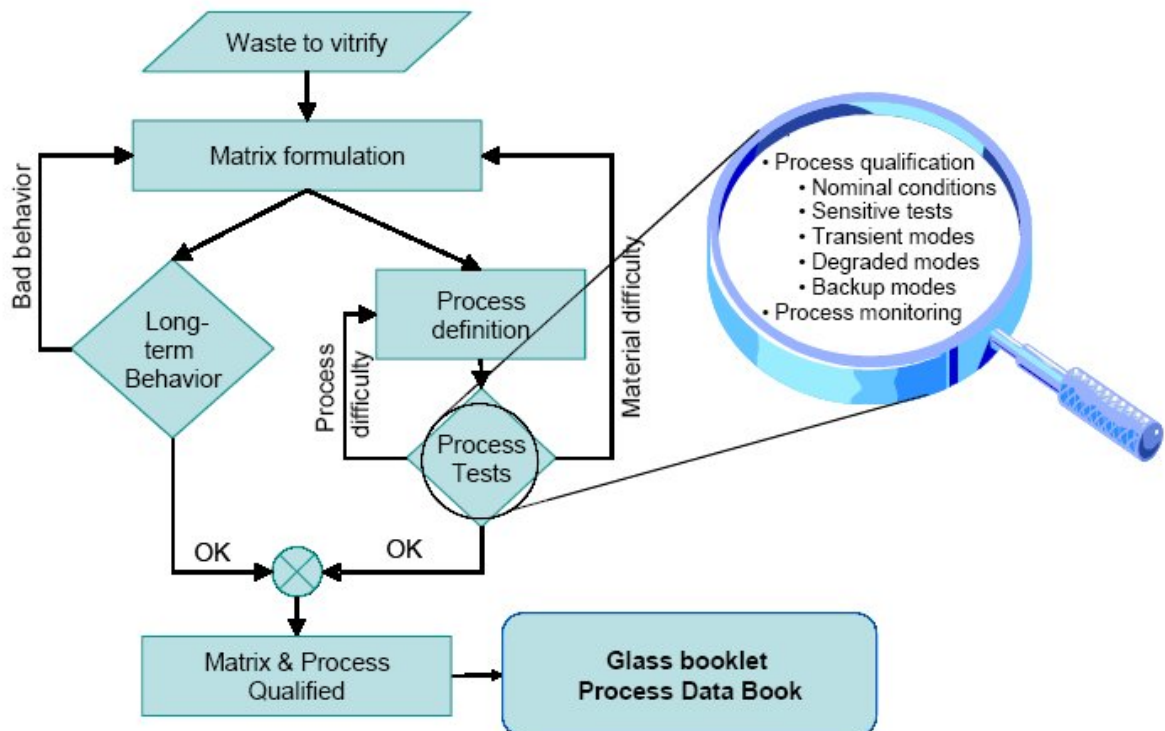 Waste to vitrify
Matrix formulation
Bad behavior
Long-
term
Behavior
Process
definition
Process
difficulty
Material difficulty
Process
Tests
OK
OK
Matrix & Process
Qualified
Glass booklet
Process Data Book
• Process qualification
• Nominal conditions
• Sensitive tests
• Transient modes
• Degraded modes
• Backup modes
• Process monitoring